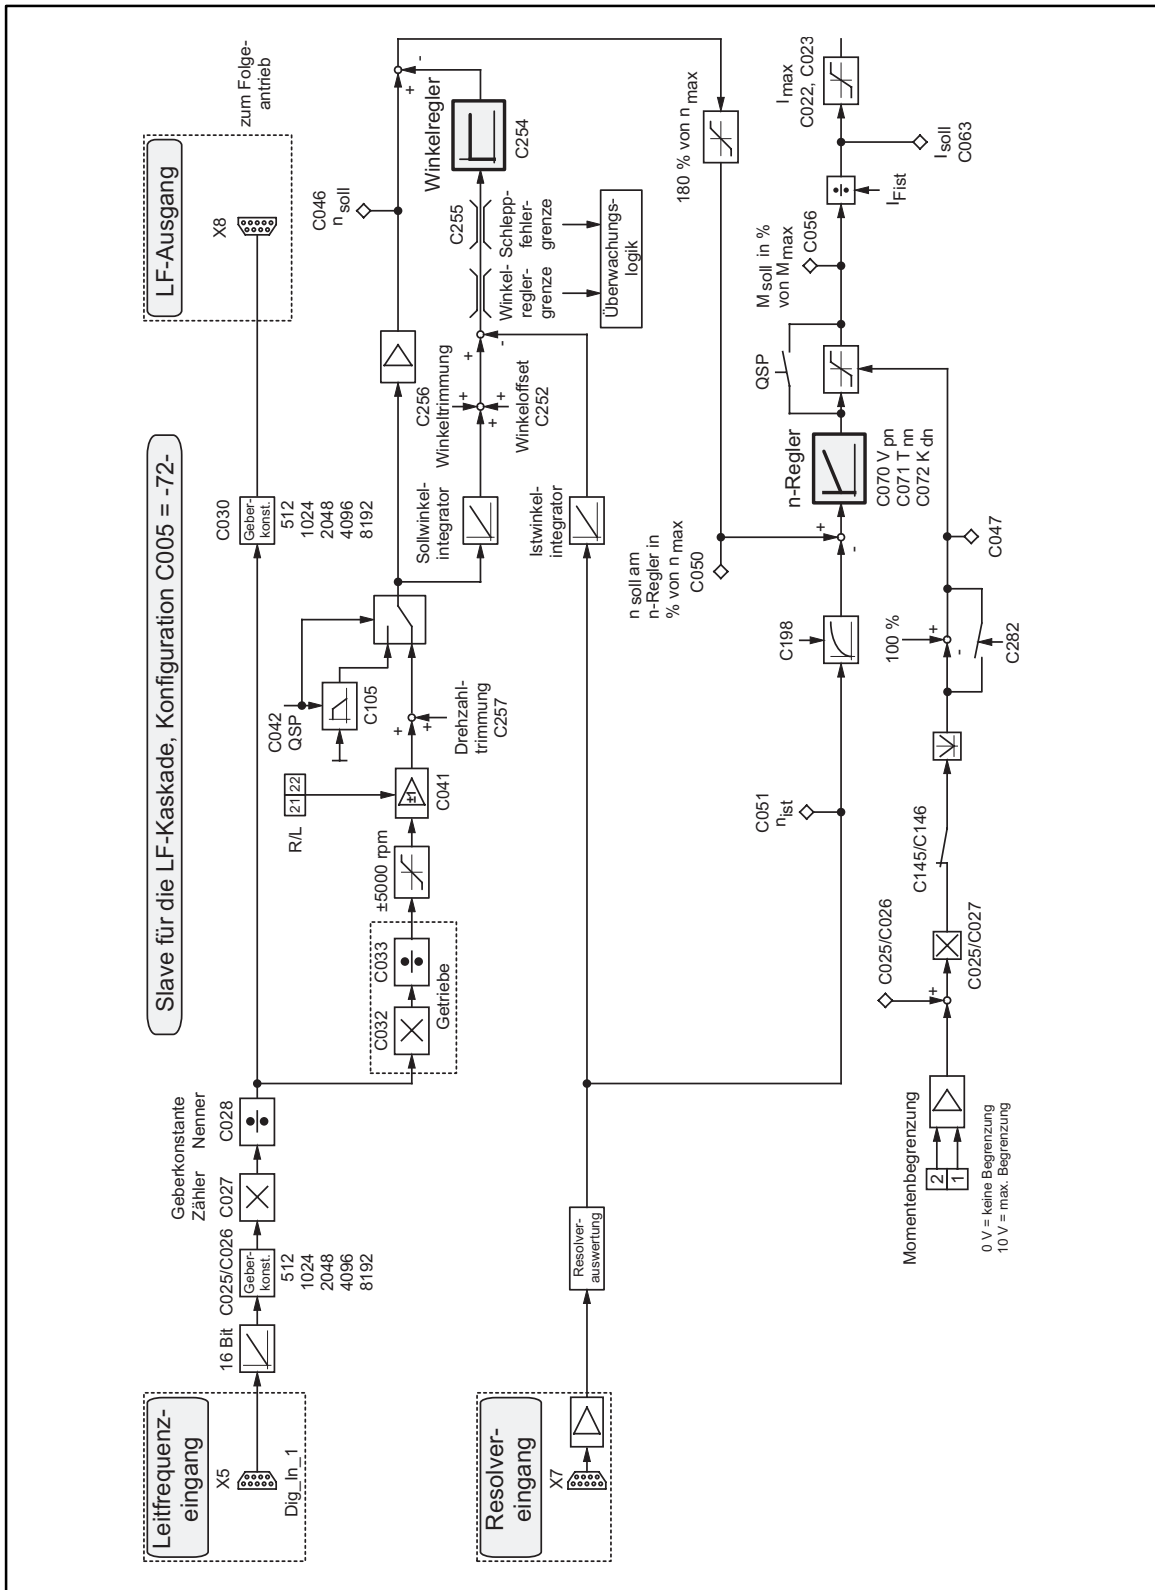 Slave für die LF-Kaskade, Konfiguration C005 = -72-
Leitfrequenz-
eingang
X5
Dig_In_1
16 Bit
C025/C026
Geber-
konst.
512
1024
2048
4096
8192
Geberkonstante
Zähler Nenner
C027
C028
C030
Geber-
konst.
512
1024
2048
4096
8192
LF-Ausgang
X8
zum Folge-
antrieb
C032
C033
Getriebe
±5000 rpm
R/L
21 22
±1
C041
C042
QSP
C105
+
+
Drehzahl-
trimmung
C257
Sollwinkel-
integrator
C256
Winkeltrimmung
+
+
+
Winkeloffset
C252
+
-
Istwinkel-
integrator
C046
n soll
Winkel-
regler-
grenze
C255
Schlepp-
fehler-
grenze
Überwachungs-
logik
Winkelregler
C254
+
-
180 % von n max
Resolver-
eingang
X7
Resolver-
auswertung
n soll am
n-Regler in
% von n max
C050
C051
n ist
C198
+
-
n-Regler
C070 V pn
C071 T nn
C072 K dn
QSP
M soll in %
von M max
C056
I Fist
I soll
C063
I max
C022, C023
Momentenbegrenzung
2
1
0 V = keine Begrenzung
10 V = max. Begrenzung
C025/C026
+
C025/C027
C145/C146
100 %
+
-
C282
C047